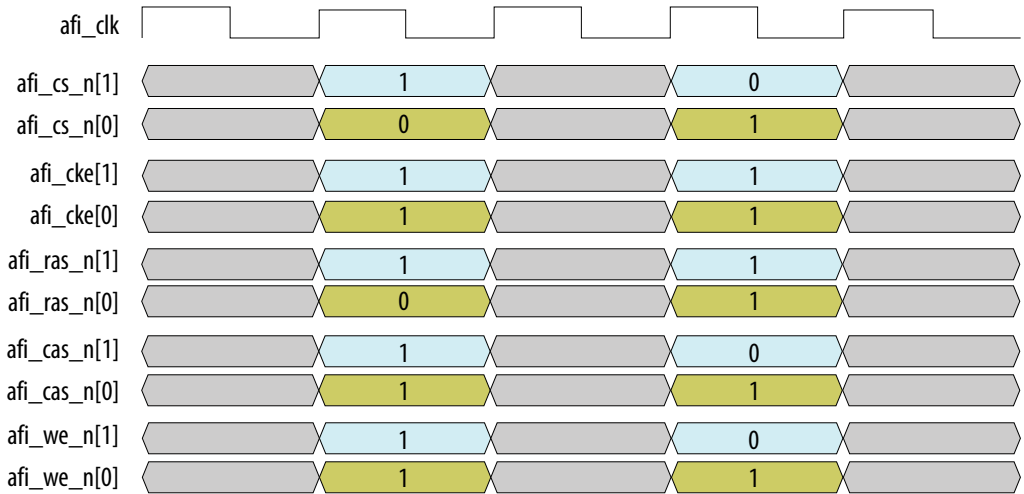 afi_clk
afi_cs_n[1] 1 0
afi_cs_n[0] 0 1
afi_cke[1] 1 1
afi_cke[0] 1 1
afi_ras_n[1] 1 1
afi_ras_n[0] 0 1
afi_cas_n[1] 1 0
afi_cas_n[0] 1 1
afi_we_n[1] 1 0
afi_we_n[0] 1 1